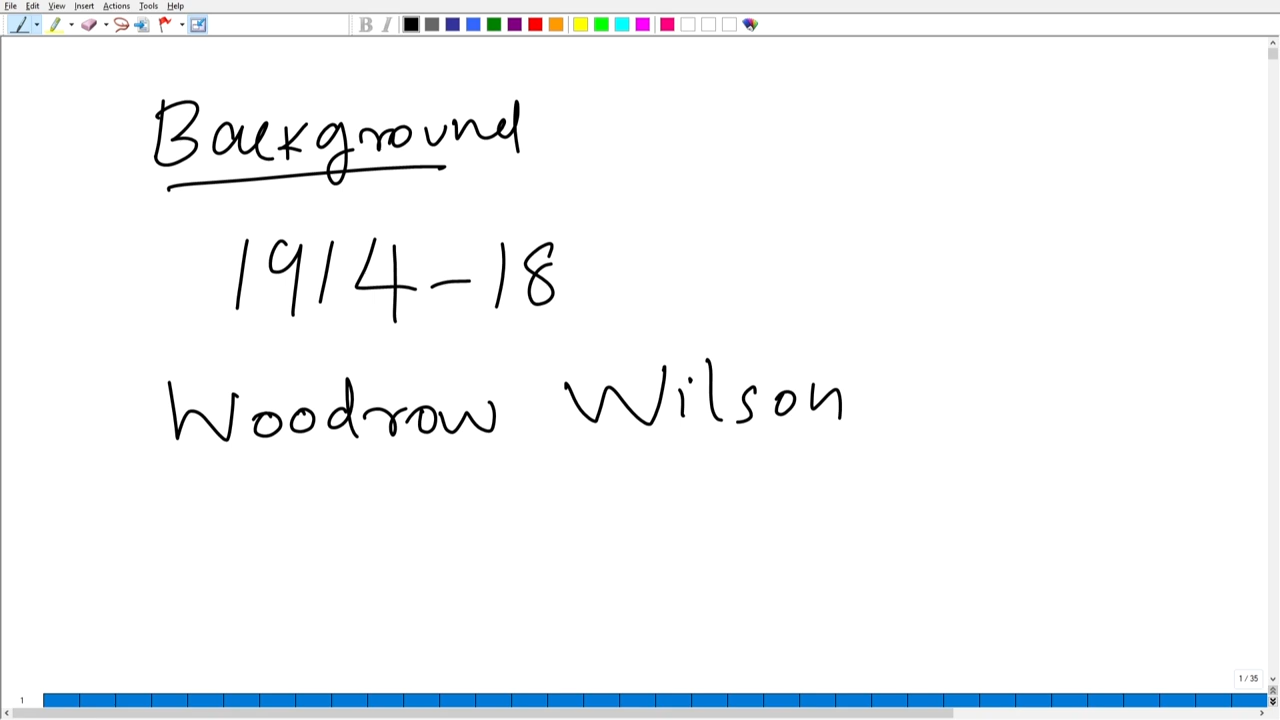 File Edit View Insert Actions Tools Help
B I
Background
1914-18
Woodrow Wilson
1 / 35
1